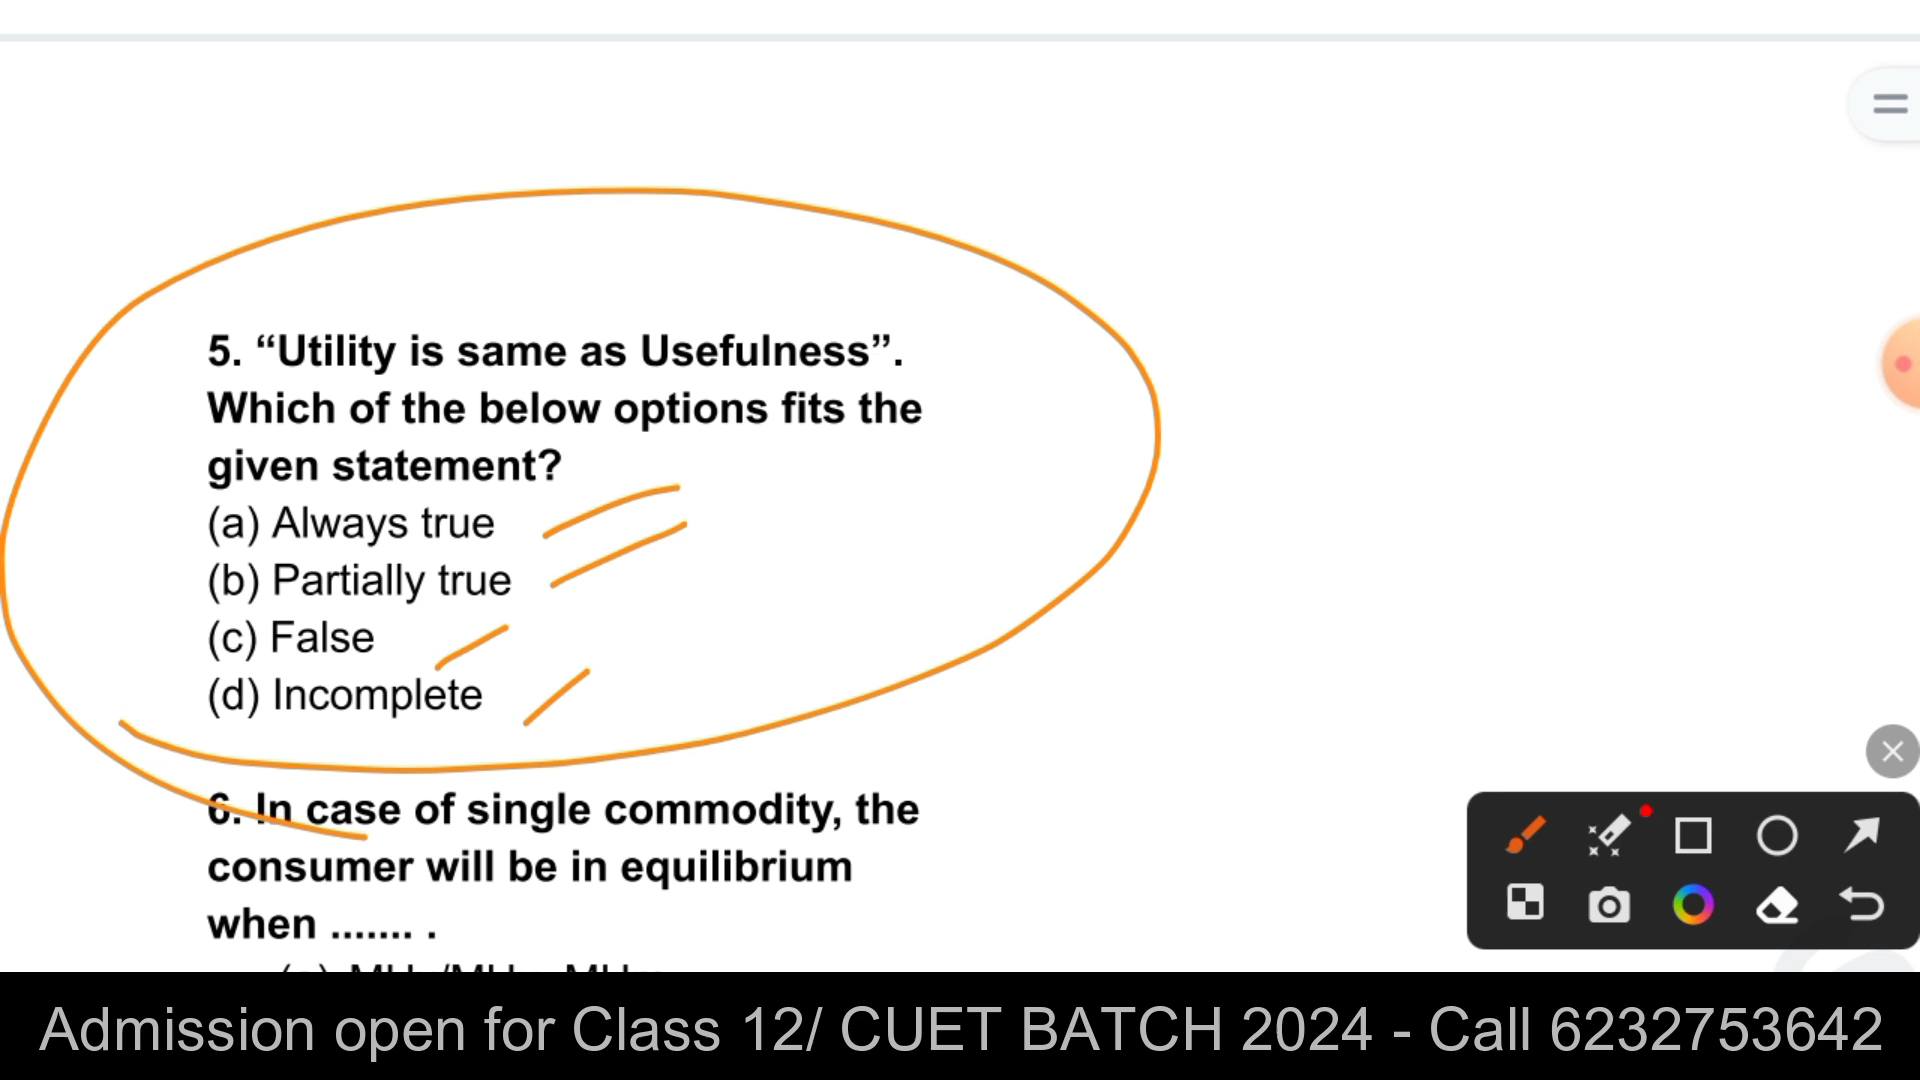 5. “Utility is same as Usefulness”.
Which of the below options fits the
given statement?
(a) Always true
(b) Partially true
(c) False
(d) Incomplete
6. In case of single commodity, the
consumer will be in equilibrium
when ....... .
Admission open for Class 12/ CUET BATCH 2024 - Call 6232753642